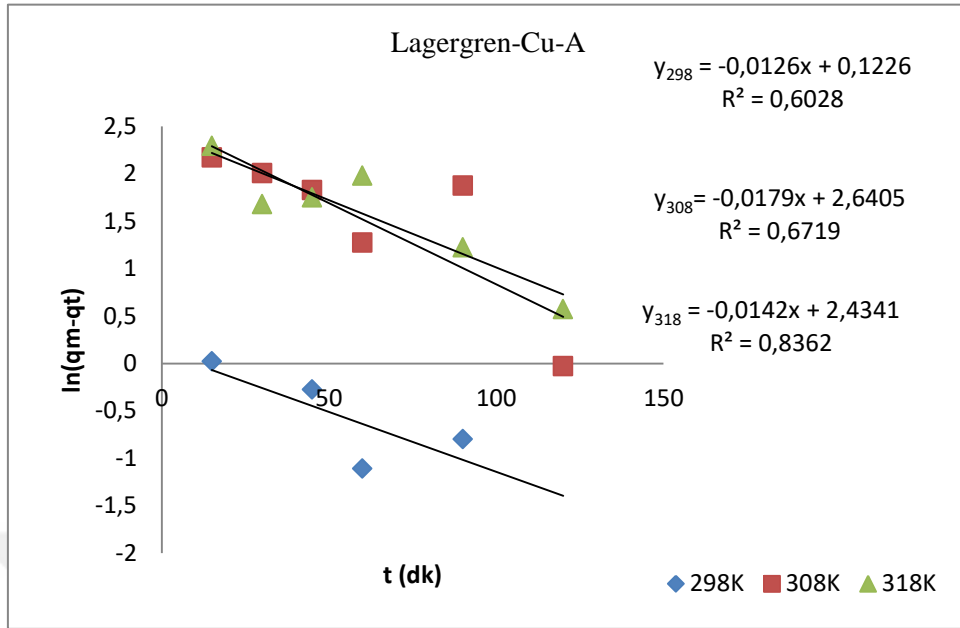 Lagergren-Cu-A
y298 = -0,0126x + 0,1226
R² = 0,6028
y308= -0,0179x + 2,6405
R² = 0,6719
y318 = -0,0142x + 2,4341
R² = 0,8362
ln(qm-qt)
2,5
2
1,5
1
0,5
0
-0,5
-1
-1,5
-2
0
50
100
150
t (dk)
298K
308K
318K